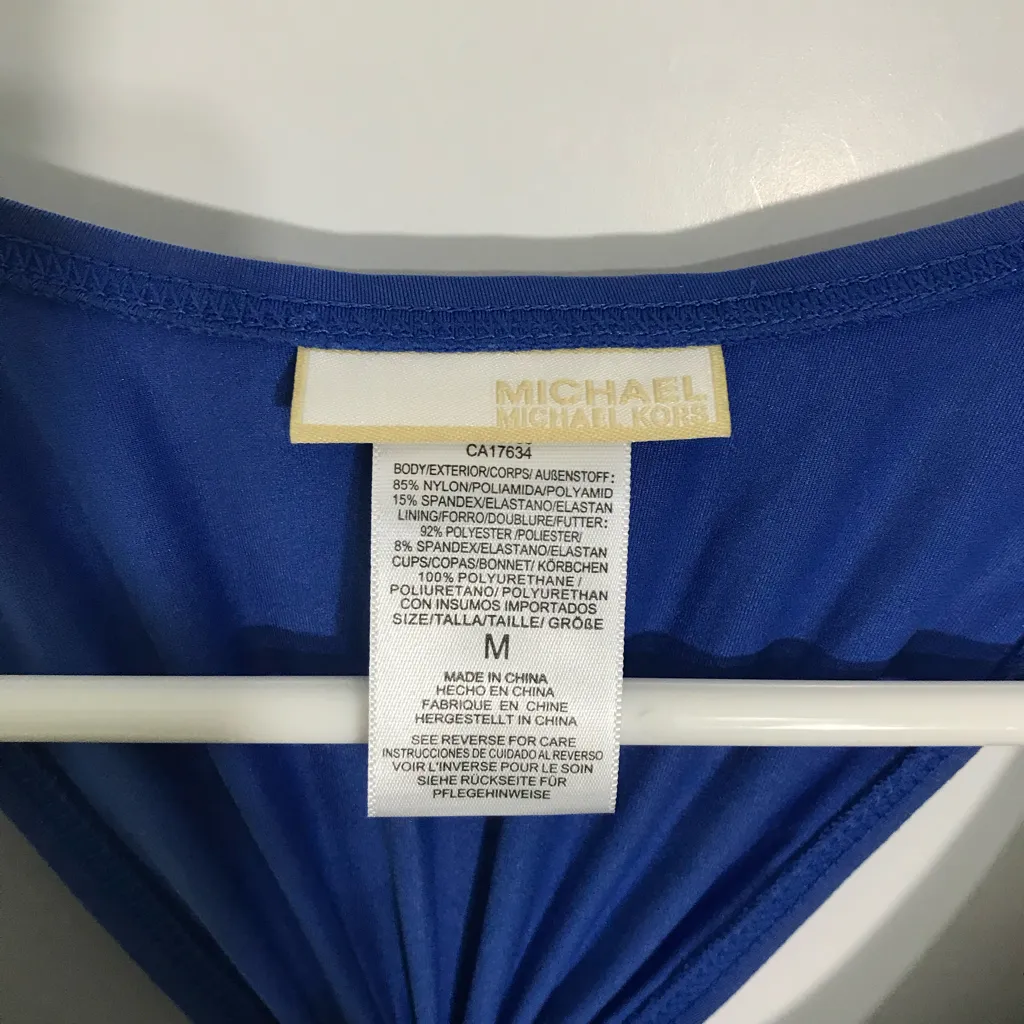 MICHAEL
MICHAEL KORS
CA17634
BODY/EXTERIOR/CORPS/ AUßENSTOFF:
85% NYLON/POLIAMIDA/POLYAMID
15% SPANDEX/ELASTANO/ELASTAN
LINING/FORRO/DOUBLURE/FUTTER:
92% POLYESTER /POLIESTER/
8% SPANDEX/ELASTANO/ELASTAN
CUPS/COPAS/BONNET/ KÖRBCHEN
100% POLYURETHANE /
POLIURETANO/ POLYURETHAN
CON INSUMOS IMPORTADOS
SIZE/TALLA/TAILLE/ GRÖßE
M
MADE IN CHINA
HECHO EN CHINA
FABRIQUE EN CHINE
HERGESTELLT IN CHINA
SEE REVERSE FOR CARE
INSTRUCCIONES DE CUIDADO AL REVERSO
VOIR L'INVERSE POUR LE SOIN
SIEHE RÜCKSEITE FÜR
PFLEGEHINWEISE